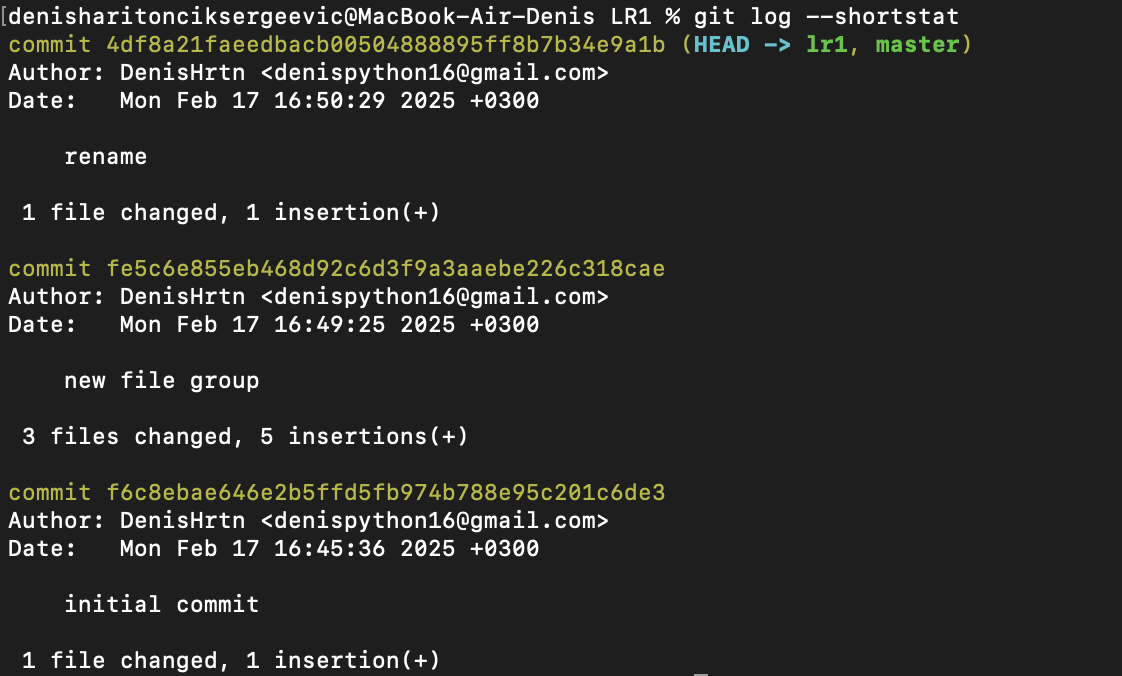 [denisharitonciksergeevic@MacBook-Air-Denis LR1 % git log --shortstat
commit 4df8a21faeedbacb00504888895ff8b7b34e9a1b (HEAD -> lr1, master)
Author: DenisHrtn <denispython16@gmail.com>
Date:   Mon Feb 17 16:50:29 2025 +0300
rename
1 file changed, 1 insertion(+)
commit fe5c6e855eb468d92c6d3f9a3aaebe226c318cae
Author: DenisHrtn <denispython16@gmail.com>
Date:   Mon Feb 17 16:49:25 2025 +0300
new file group
3 files changed, 5 insertions(+)
commit f6c8ebae646e2b5ffd5fb974b788e95c201c6de3
Author: DenisHrtn <denispython16@gmail.com>
Date:   Mon Feb 17 16:45:36 2025 +0300
initial commit
1 file changed, 1 insertion(+)